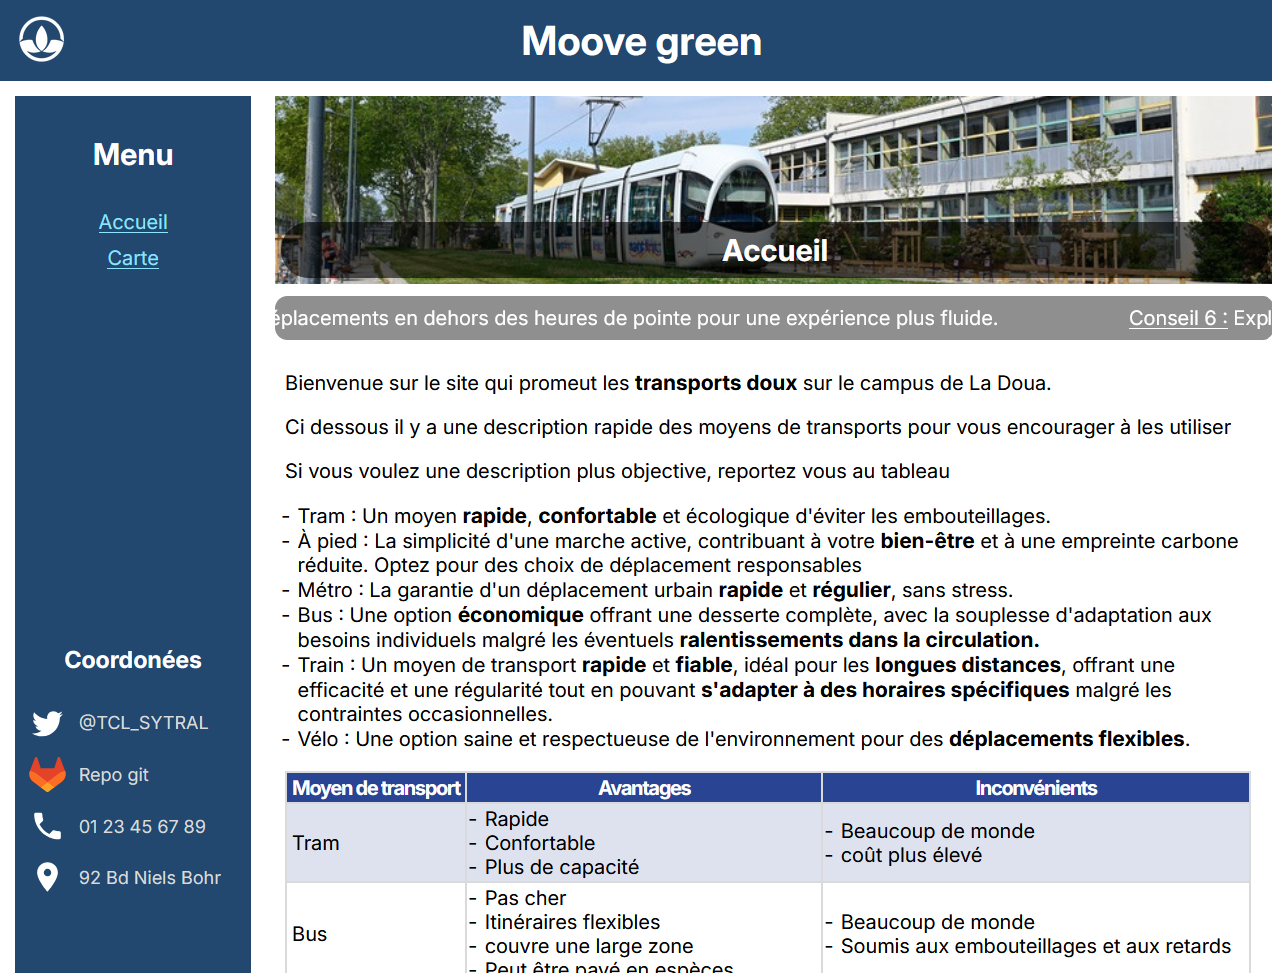 Moove green
Menu
Accueil
Carte
Coordonées
@TCL_SYTRAL
Repo git
01 23 45 67 89
92 Bd Niels Bohr
Accueil
éplacements en dehors des heures de pointe pour une expérience plus fluide. Conseil 6 : Expl
Bienvenue sur le site qui promeut les transports doux sur le campus de La Doua.
Ci dessous il y a une description rapide des moyens de transports pour vous encourager à les utiliser
Si vous voulez une description plus objective, reportez vous au tableau
- Tram : Un moyen rapide, confortable et écologique d'éviter les embouteillages.
- À pied : La simplicité d'une marche active, contribuant à votre bien-être et à une empreinte carbone
réduite. Optez pour des choix de déplacement responsables
- Métro : La garantie d'un déplacement urbain rapide et régulier, sans stress.
- Bus : Une option économique offrant une desserte complète, avec la souplesse d'adaptation aux
besoins individuels malgré les éventuels ralentissements dans la circulation.
- Train : Un moyen de transport rapide et fiable, idéal pour les longues distances, offrant une
efficacité et une régularité tout en pouvant s'adapter à des horaires spécifiques malgré les
contraintes occasionnelles.
- Vélo : Une option saine et respectueuse de l'environnement pour des déplacements flexibles.
Moyen de transport Avantages Inconvénients
Tram
- Rapide
- Confortable
- Plus de capacité
- Beaucoup de monde
- coût plus élevé
Bus
- Pas cher
- Itinéraires flexibles
- couvre une large zone
- Peut être payé en espèces
- Beaucoup de monde
- Soumis aux embouteillages et aux retards